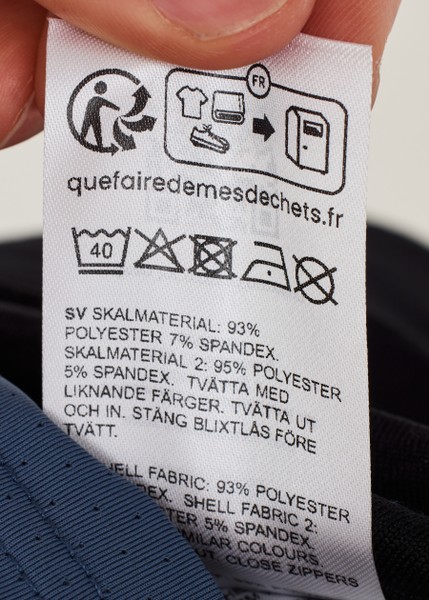 FR
quefairedemesdechets.fr
40
SV SKALMATERIAL: 93%
POLYESTER 7% SPANDEX.
SKALMATERIAL 2: 95% POLYESTER
5% SPANDEX. TVÄTTA MED
LIKNANDE FÄRGER. TVÄTTA UT
OCH IN. STÄNG BLIXTLÅS FÖRE
TVÄTT.
FABRIC: 93% POLYESTER
SHELL FABRIC 2:
5% SPANDEX.
COLOURS.
CLOSE ZIPPERS